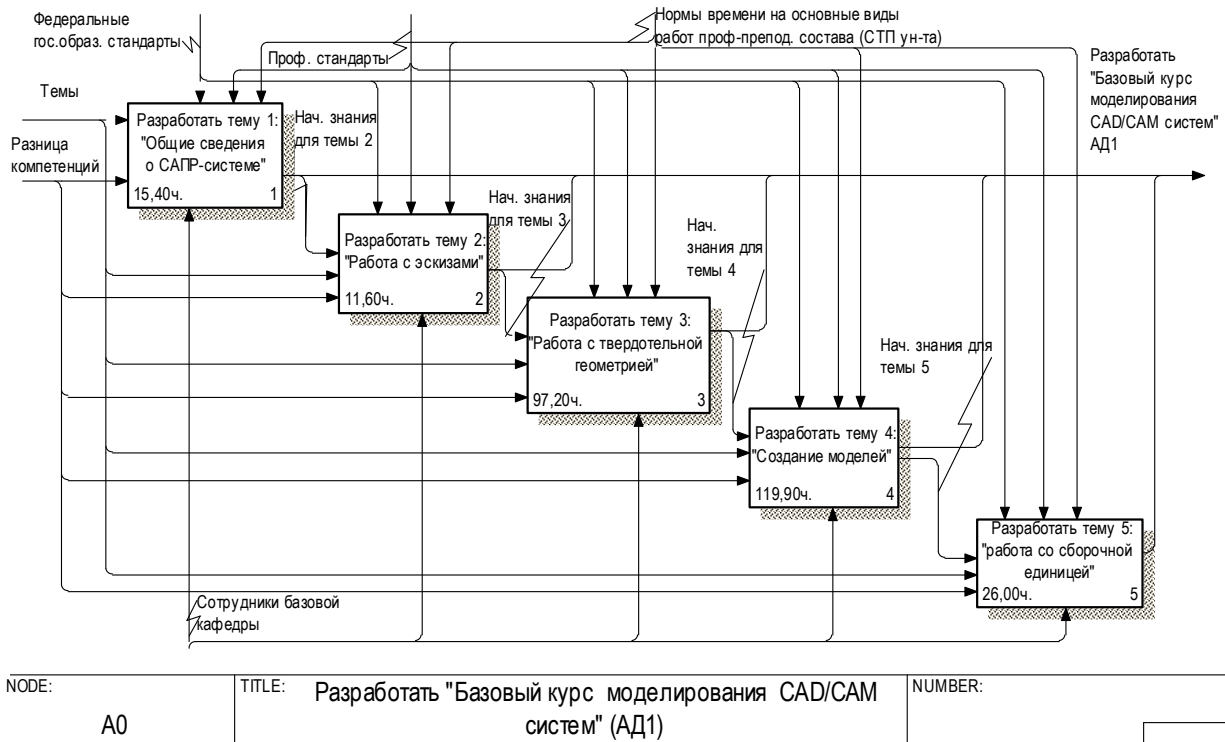 Федеральные
гос.образ. стандарты
Проф. стандарты
Нормы времени на основные виды
работ проф-препод. состава (СТП ун-та)
Разработать
"Базовый курс
моделирования
CAD/CAM систем"
АД1
Темы
Разница
компетенций
Разработать тему 1:
"Общие сведения
о САПР-системе"
15,40ч. 1
Нач. знания
для темы 2
Разработать тему 2:
"Работа с эскизами"
11,60ч. 2
Нач. знания
для темы 3
Разработать тему 3:
"Работа с твердотельной
геометрией"
97,20ч. 3
Нач.
знания для
темы 4
Разработать тему 4:
"Создание моделей"
119,90ч. 4
Нач. знания для
темы 5
Разработать тему 5:
"работа со сборочной
единицей"
26,00ч. 5
Сотрудники базовой
кафедры
NODE:
A0
TITLE:
Разработать "Базовый курс моделирования CAD/CAM
систем" (АД1)
NUMBER: